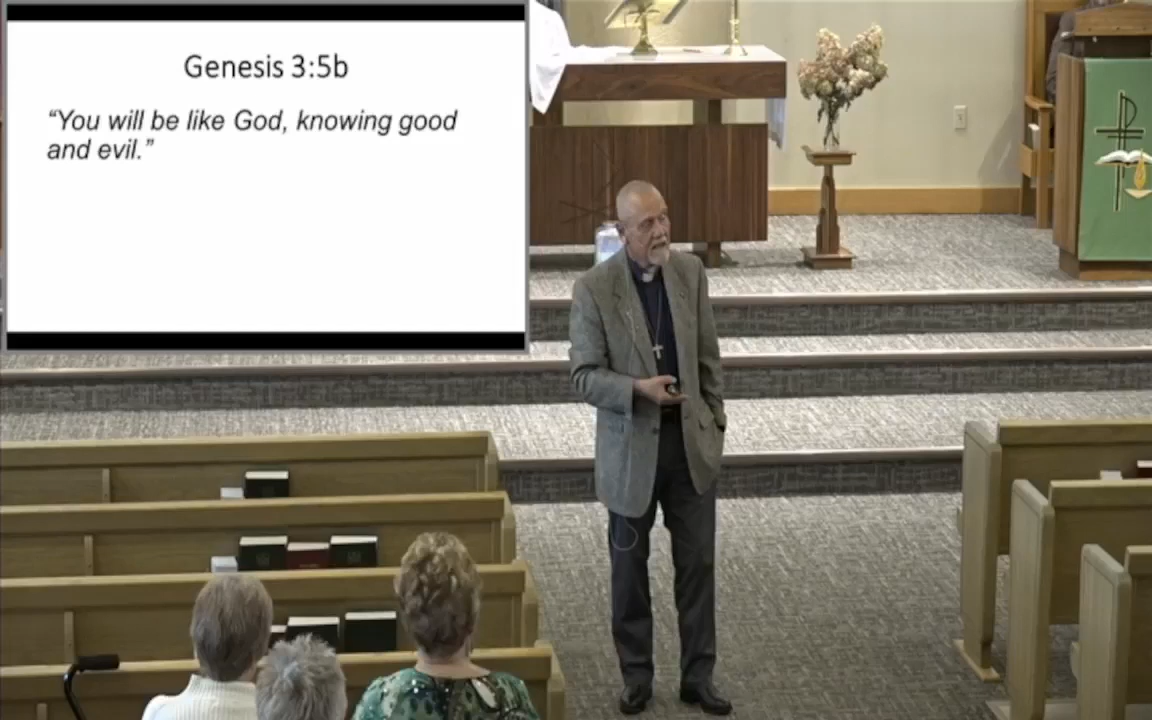 Genesis 3:5b
“You will be like God, knowing good
and evil.”